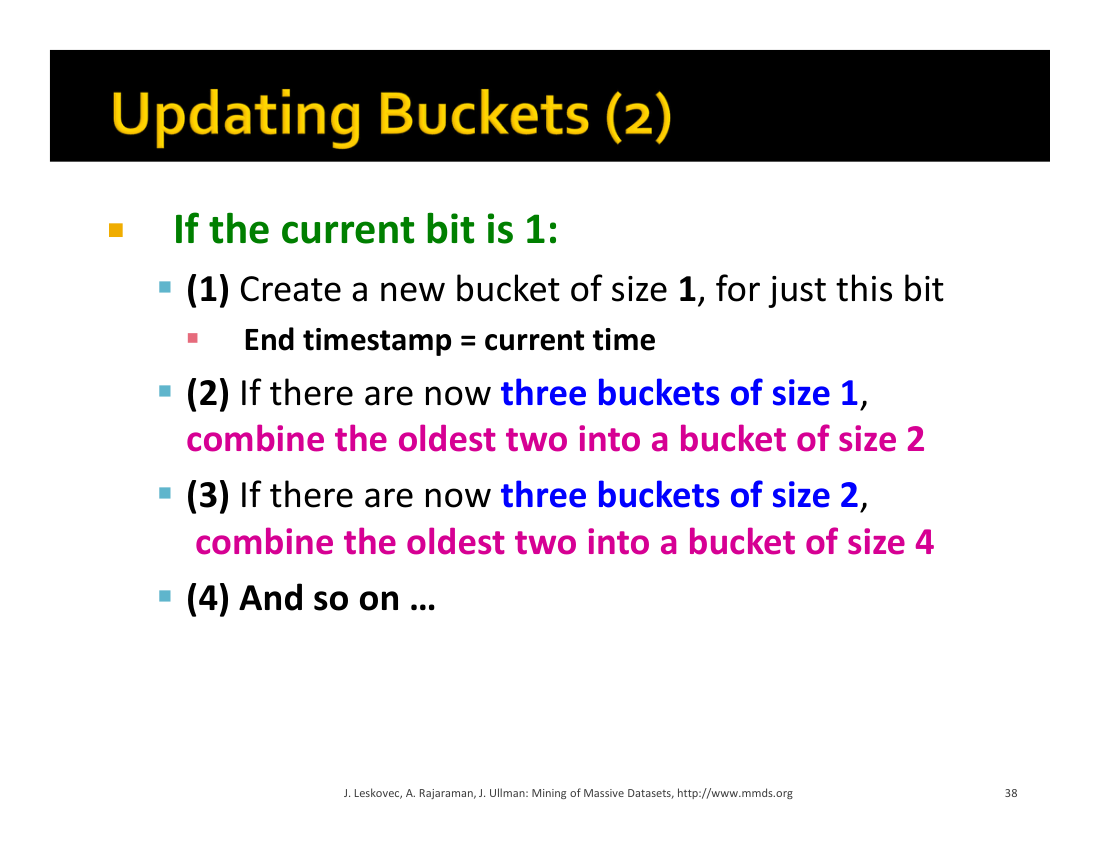 Updating Buckets (2)
If the current bit is 1:
(1) Create a new bucket of size 1, for just this bit
End timestamp = current time
(2) If there are now three buckets of size 1,
combine the oldest two into a bucket of size 2
(3) If there are now three buckets of size 2,
combine the oldest two into a bucket of size 4
(4) And so on …
J. Leskovec, A. Rajaraman, J. Ullman: Mining of Massive Datasets, http://www.mmds.org
38